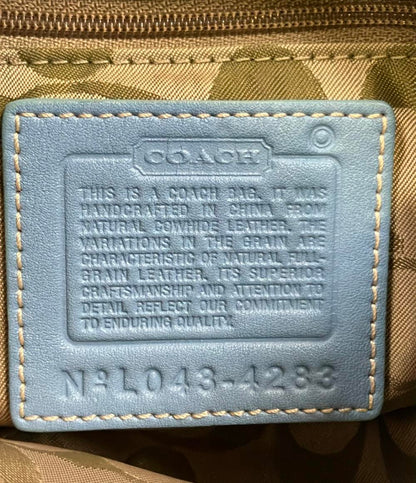 COACH
®
THIS IS A COACH BAG. IT WAS
HANDCRAFTED IN CHINA FROM
NATURAL COWHIDE LEATHER. THE
VARIATIONS IN THE GRAIN ARE
CHARACTERISTIC OF NATURAL FULL-
GRAIN LEATHER. ITS SUPERIOR
CRAFTSMANSHIP AND ATTENTION TO
DETAIL REFLECT OUR COMMITMENT
TO ENDURING QUALITY.
Nº L043-4283